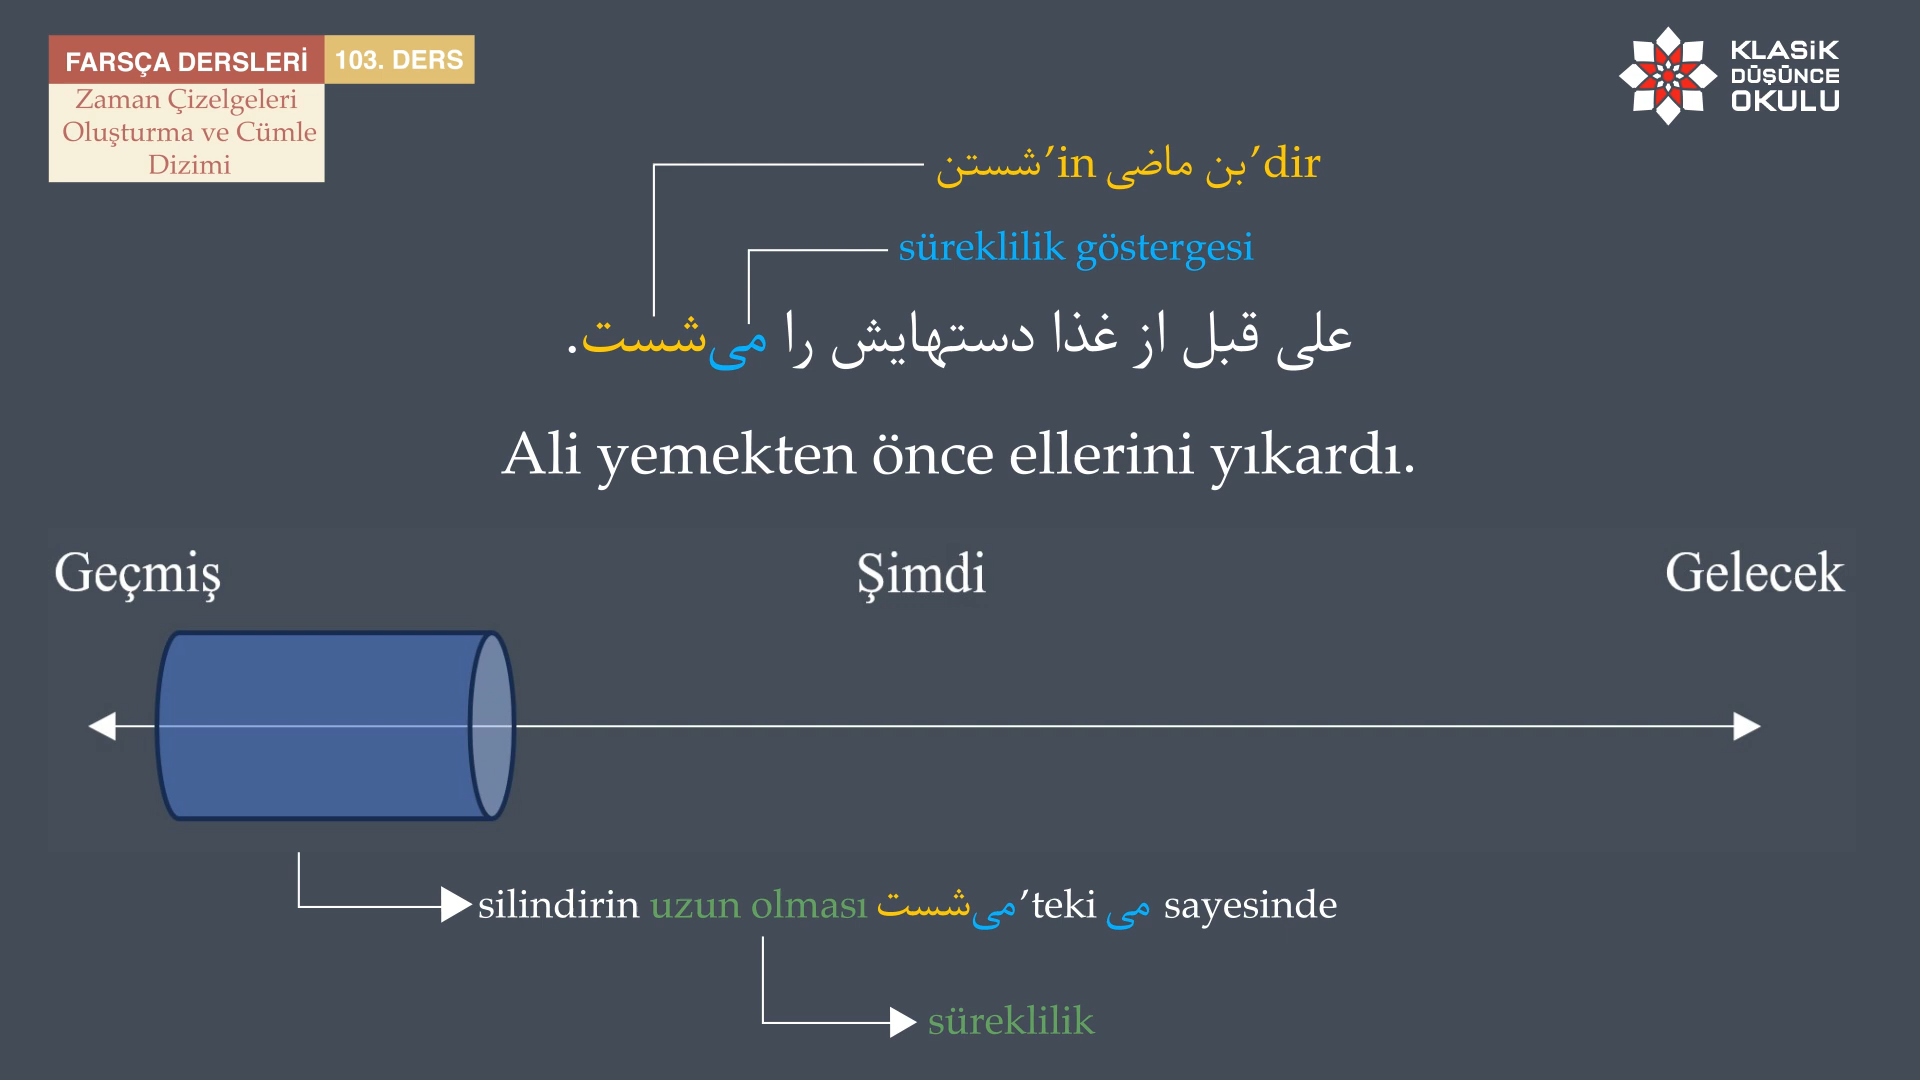 FARSÇA DERSLERİ
103. DERS
Zaman Çizelgeleri
Oluşturma ve Cümle
Dizimi
KLASiK
DÜŞÜNCE
OKULU
شستن’in بن ماضی’dir
süreklilik göstergesi
علی قبل از غذا دستهایش را می‌شست.
Ali yemekten önce ellerini yıkardı.
Geçmiş
Şimdi
Gelecek
silindirin uzun olması می‌شست’teki می sayesinde
süreklilik